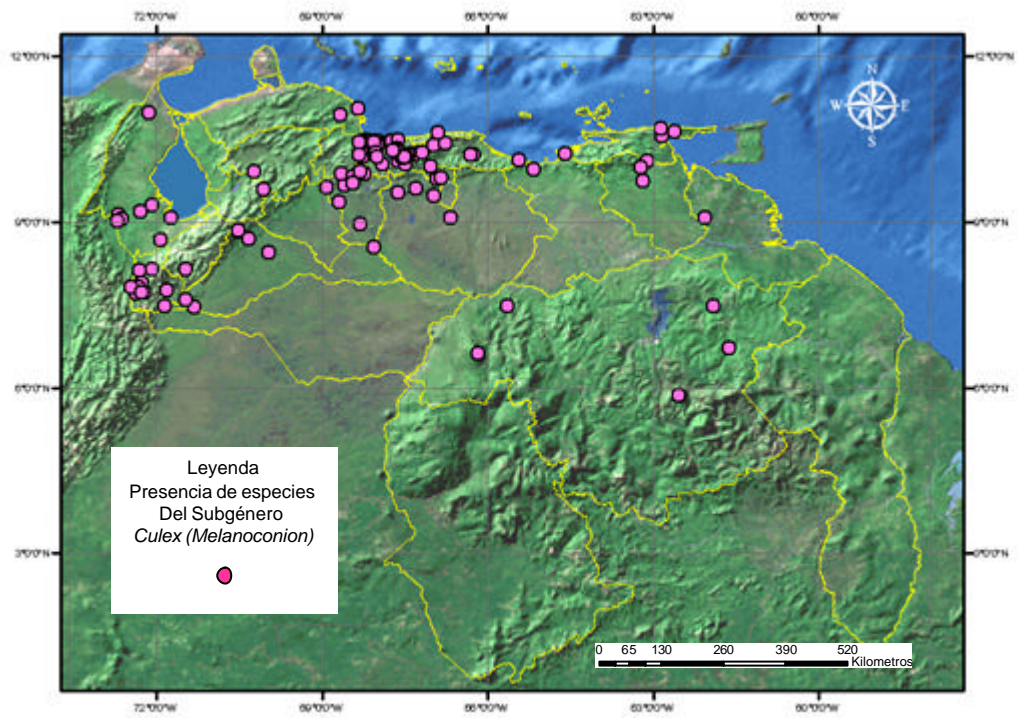 72°0'0"W 69°0'0"W 66°0'0"W 63°0'0"W 60°0'0"W
12°0'0"N 12°0'0"N
N
W E
S
9°0'0"N 9°0'0"N
6°0'0"N 6°0'0"N
Leyenda
Presencia de especies
Del Subgénero
Culex (Melanoconion)
3°0'0"N
0 65 130 260 390 520
Kilometros
72°0'0"W 69°0'0"W 66°0'0"W 63°0'0"W 60°0'0"W